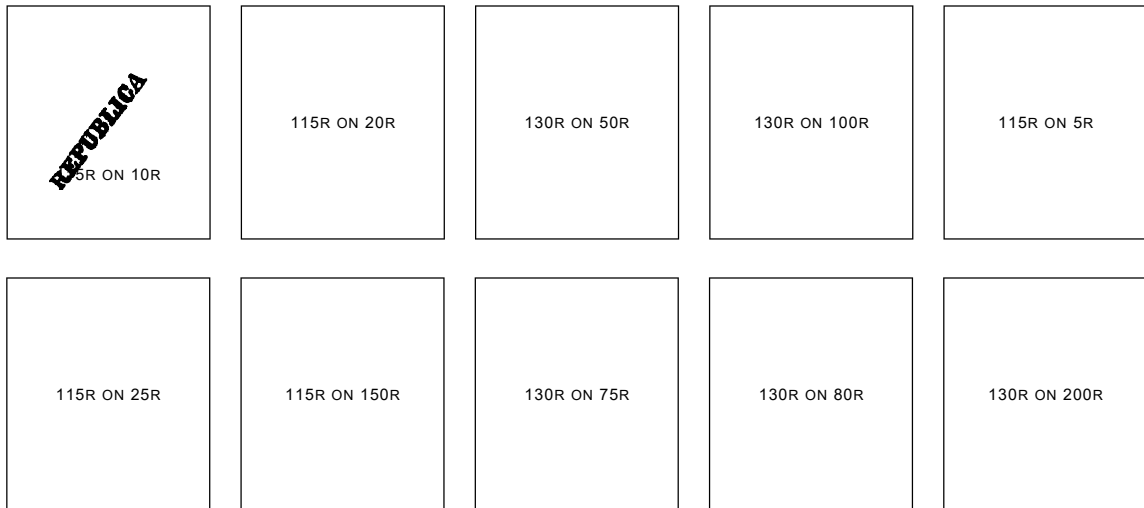 REPUBLICA
5R ON 10R
115R ON 20R
130R ON 50R
130R ON 100R
115R ON 5R
115R ON 25R
115R ON 150R
130R ON 75R
130R ON 80R
130R ON 200R